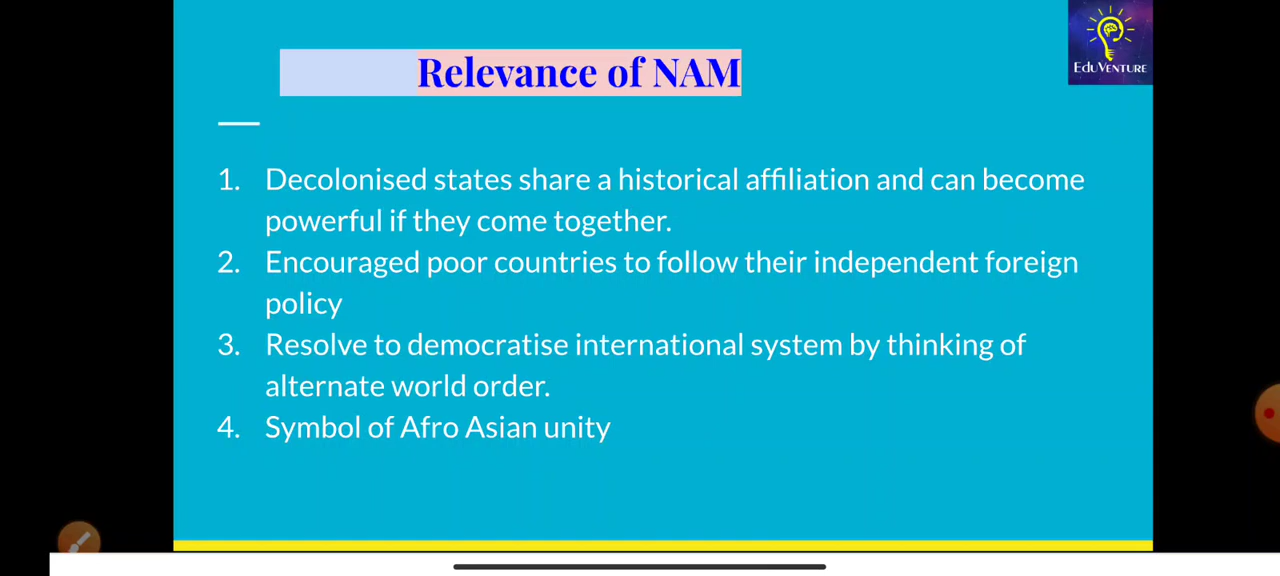 Relevance of NAM
EDUVENTURE
1. Decolonised states share a historical affiliation and can become
powerful if they come together.
2. Encouraged poor countries to follow their independent foreign
policy
3. Resolve to democratise international system by thinking of
alternate world order.
4. Symbol of Afro Asian unity